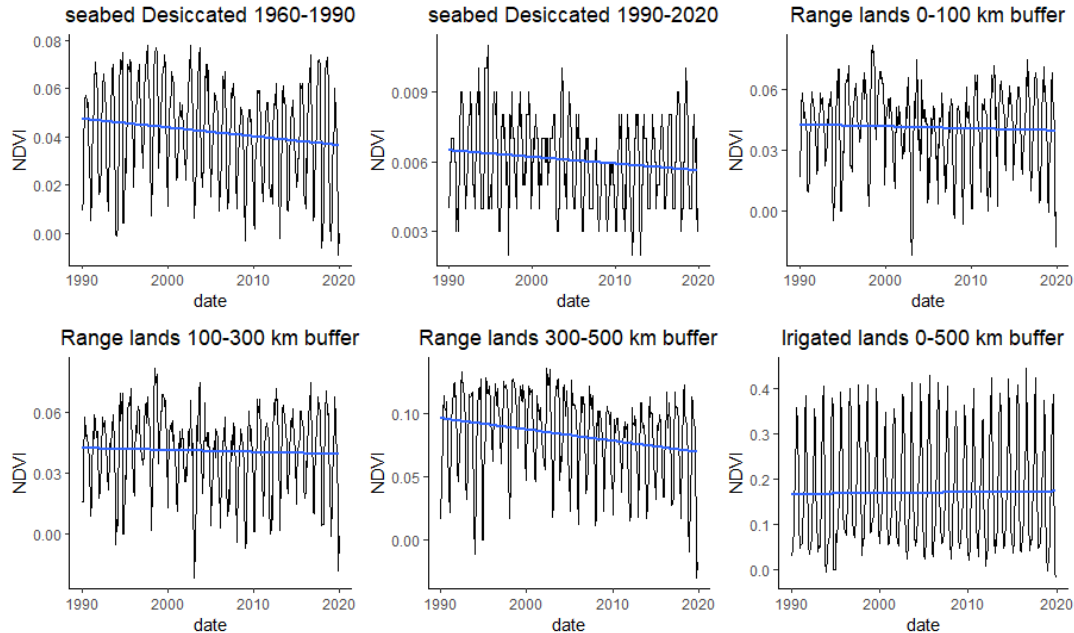 seabed Desiccated 1960-1990
NDVI
0.08
0.06
0.04
0.02
0.00
1990 2000 2010 2020
date
seabed Desiccated 1990-2020
NDVI
0.009
0.006
0.003
1990 2000 2010 2020
date
Range lands 0-100 km buffer
NDVI
0.06
0.03
0.00
1990 2000 2010 2020
date
Range lands 100-300 km buffer
NDVI
0.06
0.03
0.00
1990 2000 2010 2020
date
Range lands 300-500 km buffer
NDVI
0.10
0.05
0.00
1990 2000 2010 2020
date
Irigated lands 0-500 km buffer
NDVI
0.4
0.3
0.2
0.1
0.0
1990 2000 2010 2020
date